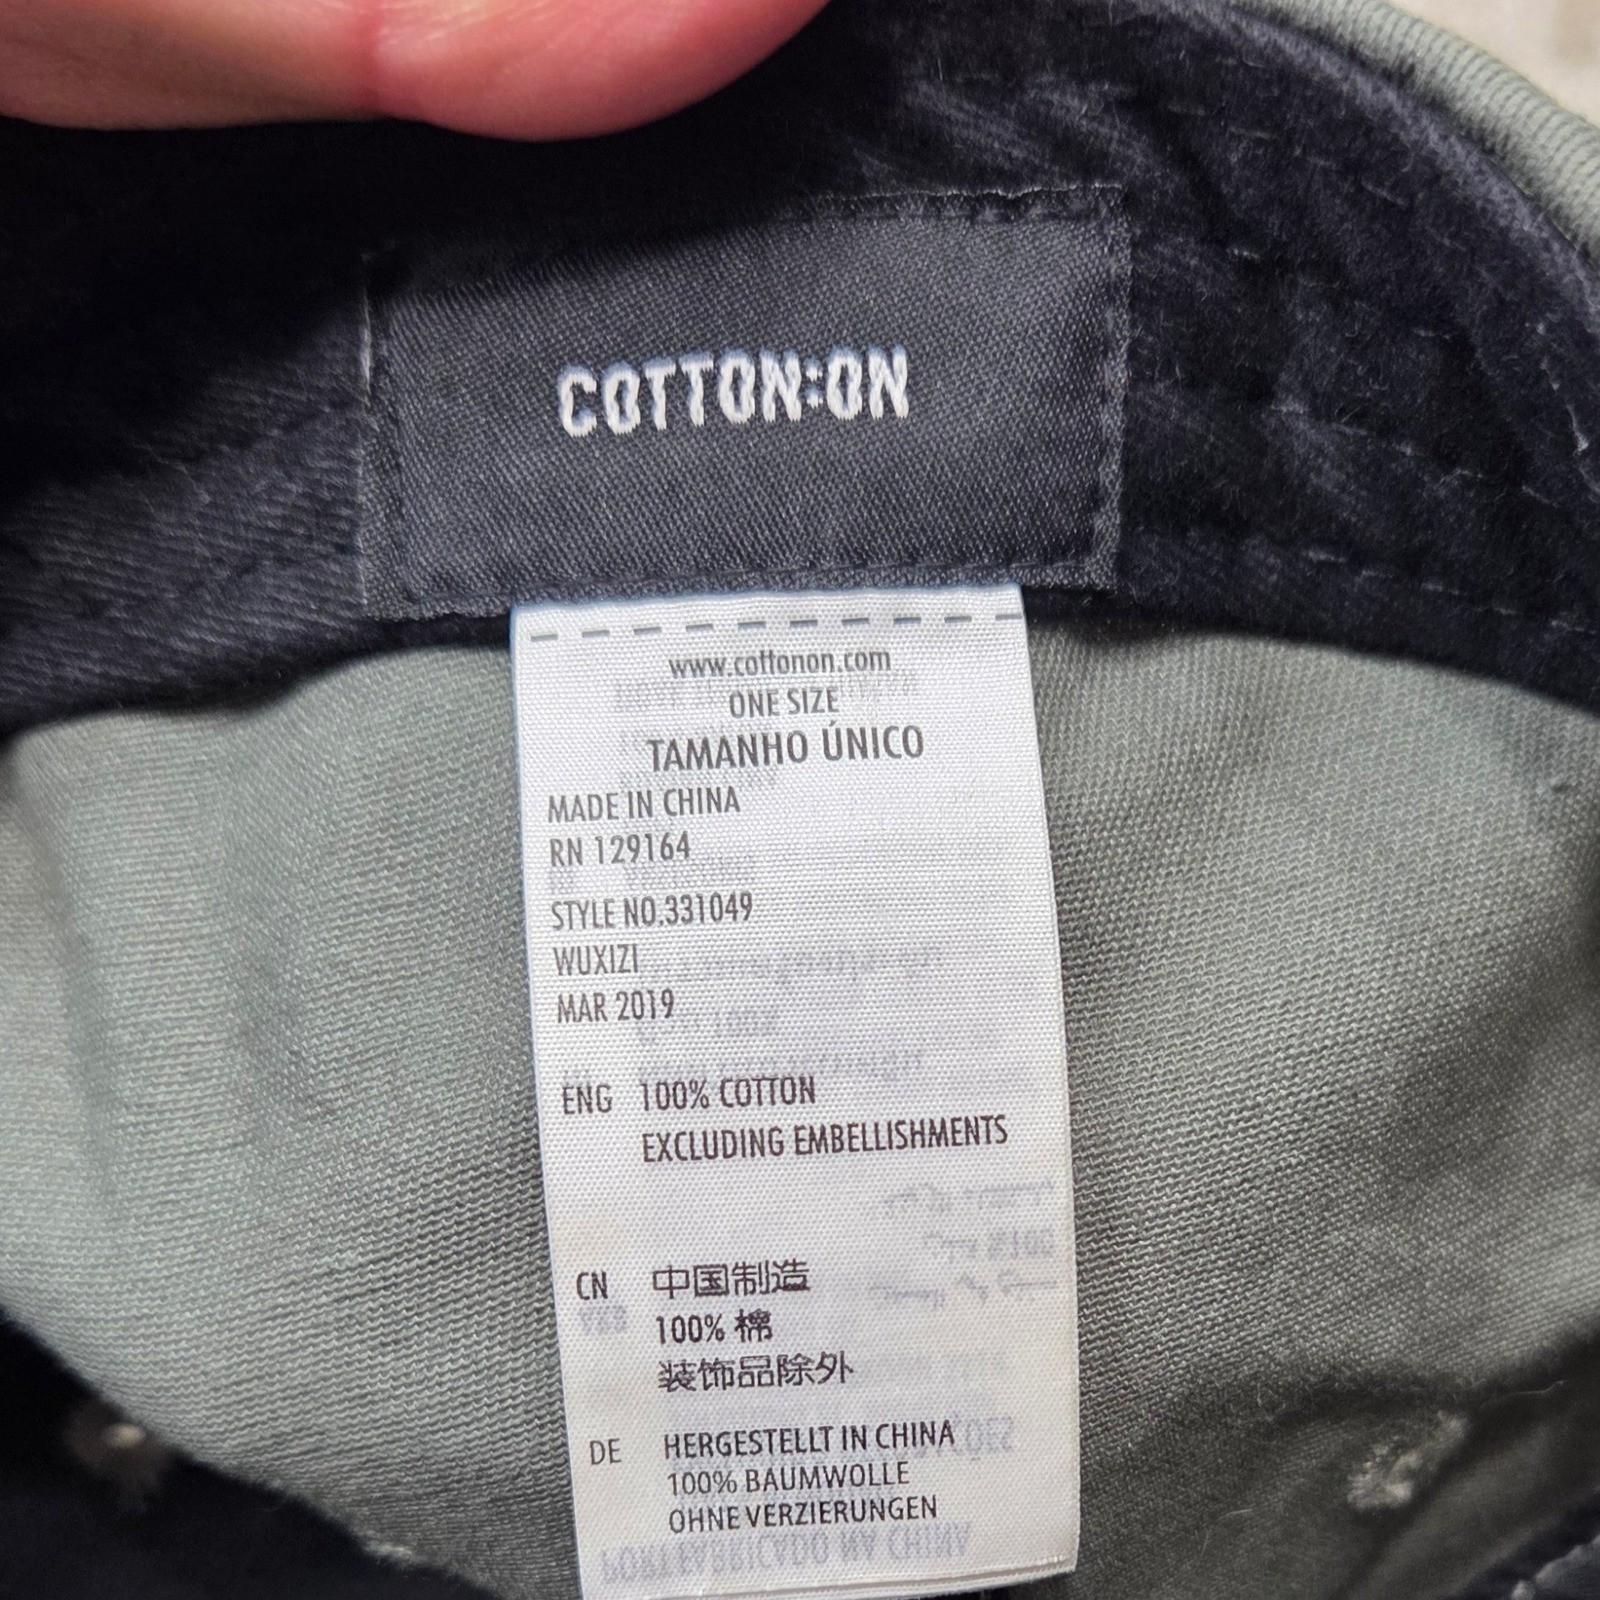 COTTON:ON
www.cottonon.com
ONE SIZE
TAMANHO ÚNICO
MADE IN CHINA
RN 129164
STYLE NO.331049
WUXIZI
MAR 2019
ENG 100% COTTON
EXCLUDING EMBELLISHMENTS
CN 中国制造
100% 棉
装饰品除外
DE HERGESTELLT IN CHINA
100% BAUMWOLLE
OHNE VERZIERUNGEN